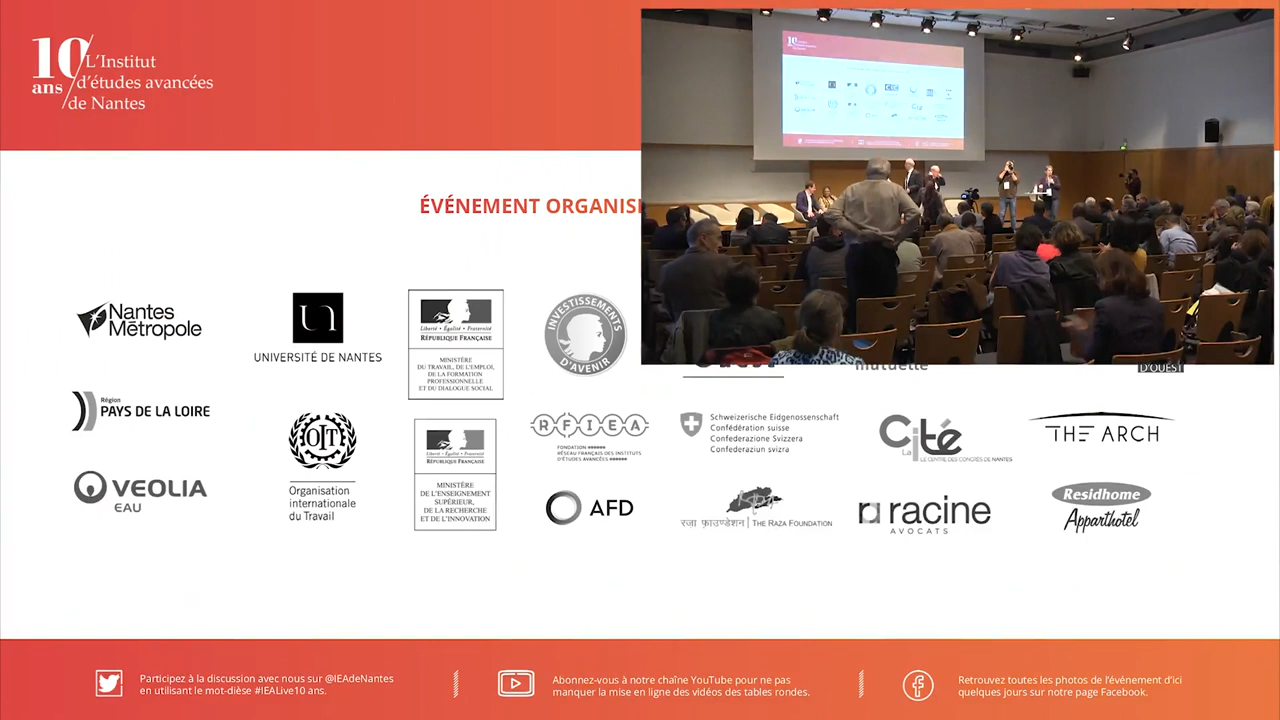 10
ans
L'Institut
d'études avancées
de Nantes
ÉVÉNEMENT ORGANIS
Nantes
Métropole
UNIVERSITÉ DE NANTES
Liberté • Égalité • Fraternité
RÉPUBLIQUE FRANÇAISE
MINISTÈRE
DU TRAVAIL, DE L'EMPLOI,
DE LA FORMATION
PROFESSIONNELLE
ET DU DIALOGUE SOCIAL
INVESTISSEMENTS
D'AVENIR
mutuelle
D'OUEST
Région
PAYS DE LA LOIRE
OIT
Organisation
internationale
du Travail
Liberté • Égalité • Fraternité
RÉPUBLIQUE FRANÇAISE
MINISTÈRE
DE L'ENSEIGNEMENT
SUPÉRIEUR,
DE LA RECHERCHE
ET DE L'INNOVATION
RFIEA
FONDATION
RÉSEAU FRANÇAIS DES INSTITUTS
D'ÉTUDES AVANCÉES
Schweizerische Eidgenossenschaft
Confédération suisse
Confederazione Svizzera
Confederaziun svizra
La Cité
LE CENTRE DES CONGRÈS DE NANTES
THE ARCH
VEOLIA
EAU
AFD
रज़ा फ़ाउण्डेशन | THE RAZA FOUNDATION
racine
AVOCATS
Residhome
Apparthotel
Participez à la discussion avec nous sur @IEAdeNantes
en utilisant le mot-dièse #IEALive10 ans.
Abonnez-vous à notre chaîne YouTube pour ne pas
manquer la mise en ligne des vidéos des tables rondes.
Retrouvez toutes les photos de l'événement d'ici
quelques jours sur notre page Facebook.